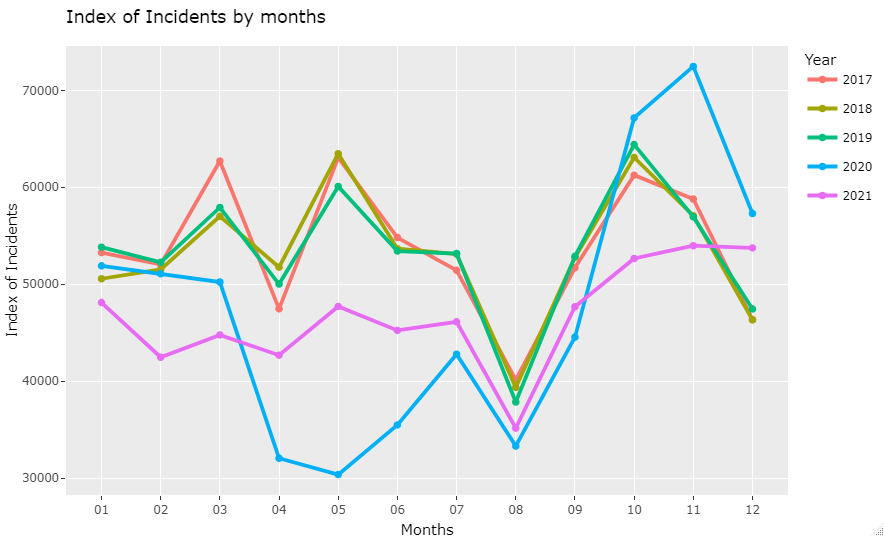 Index of Incidents by months
Year
2017
2018
2019
2020
2021
70000
60000
50000
40000
30000
Index of Incidents
01 02 03 04 05 06 07 08 09 10 11 12
Months